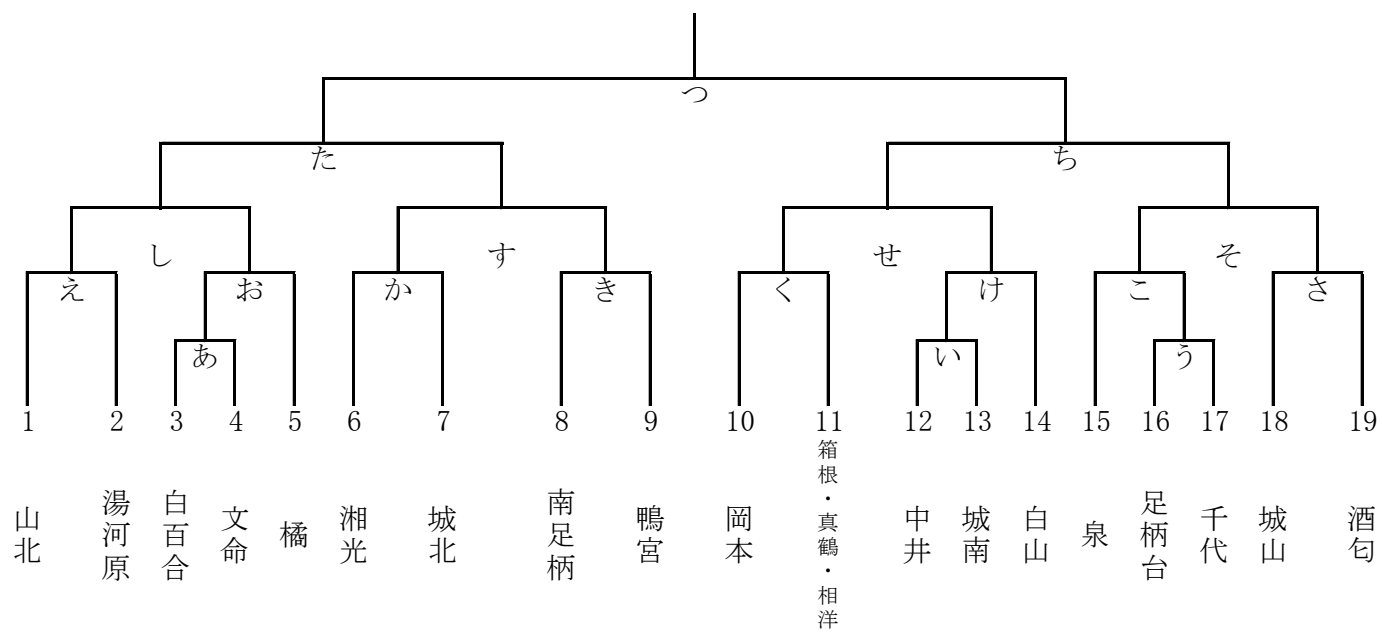 つ
た
ち
し
す
せ
そ
え
お
か
き
く
け
こ
さ
あ
い
う
1 2 3 4 5 6 7 8 9 10 11 12 13 14 15 16 17 18 19
山北
湯河原
白百合
文命
橘
湘光
城北
南足柄
鴨宮
岡本
箱根・真鶴・相洋
中井
城南
白山
泉
足柄台
千代
城山
酒匂